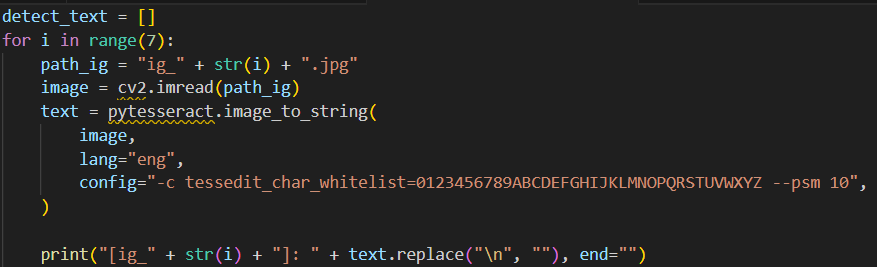 detect_text = []
for i in range(7):
    path_ig = "ig_" + str(i) + ".jpg"
    image = cv2.imread(path_ig)
    text = pytesseract.image_to_string(
        image,
        lang="eng",
        config="-c tessedit_char_whitelist=0123456789ABCDEFGHIJKLMNOPQRSTUVWXYZ --psm 10",
    )
    print("[ig_" + str(i) + "]: " + text.replace("\n", ""), end="")